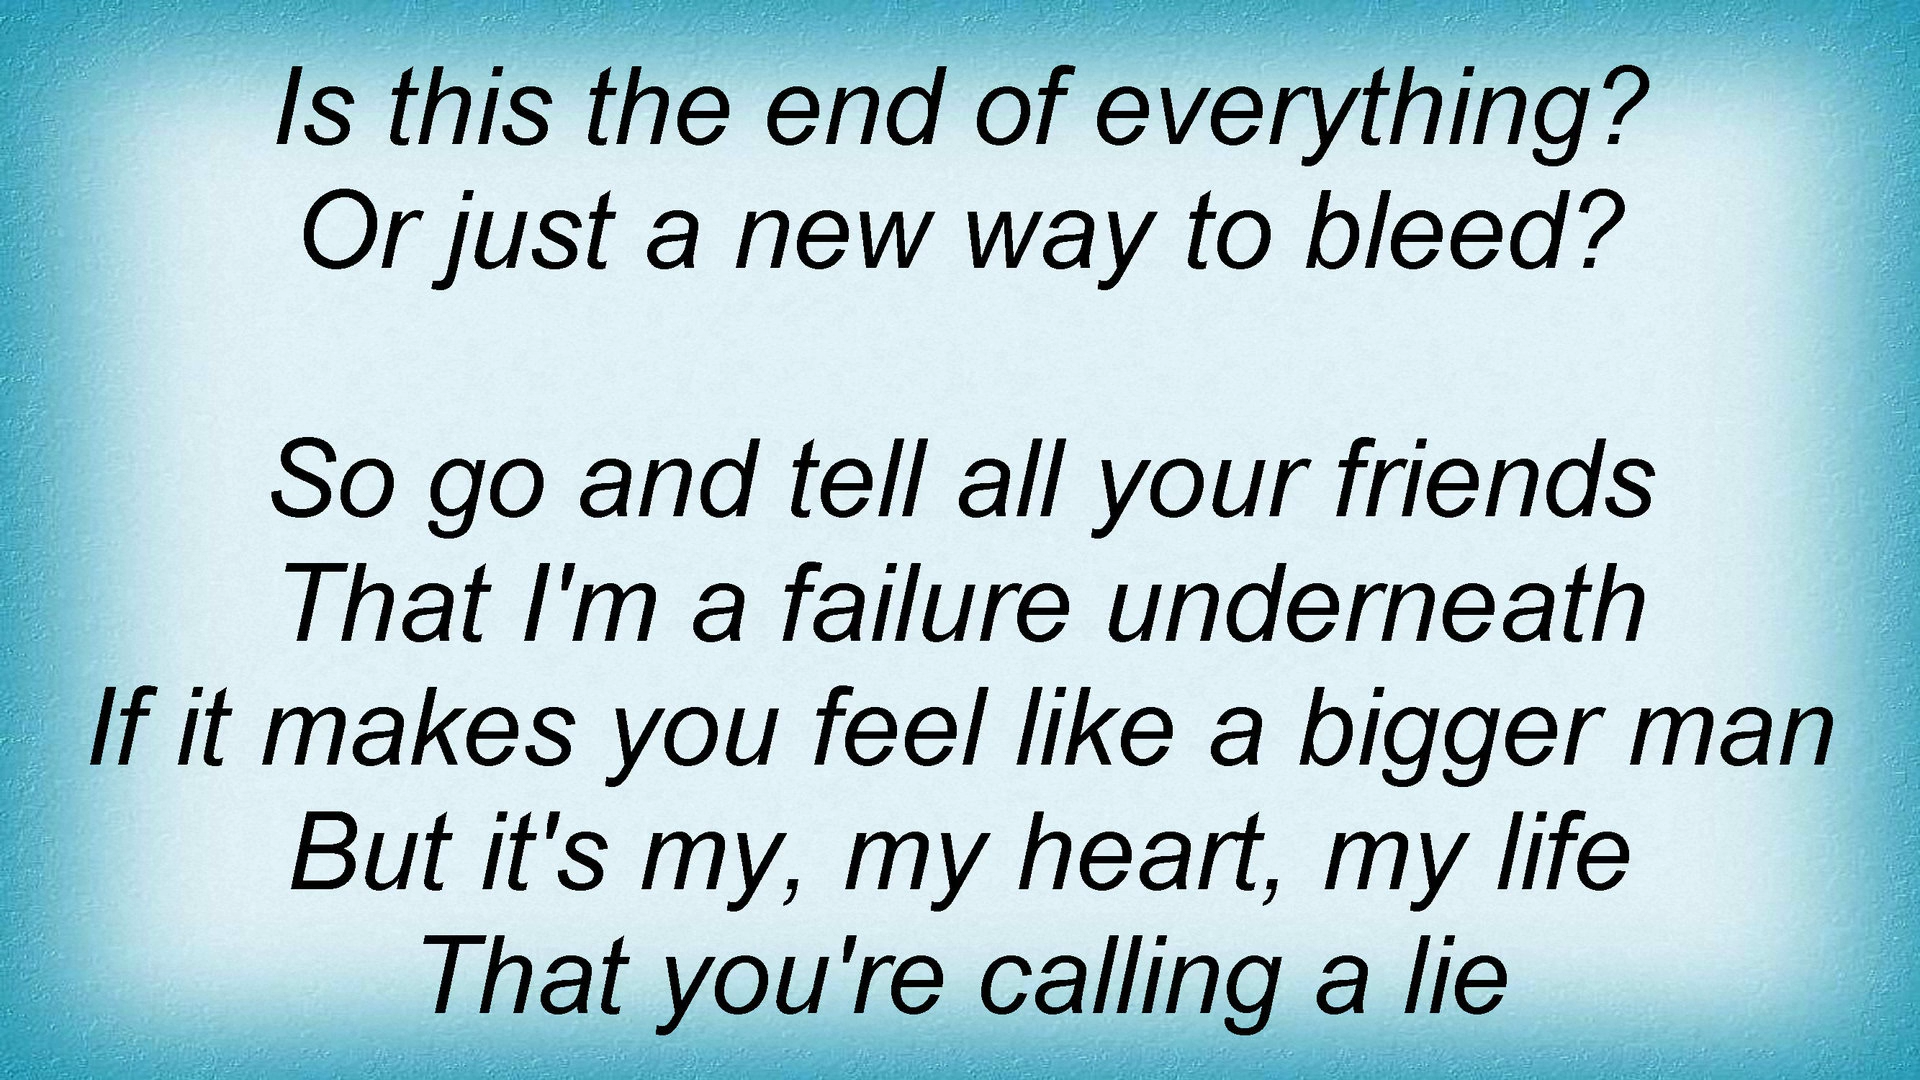 Is this the end of everything?
Or just a new way to bleed?
So go and tell all your friends
That I'm a failure underneath
If it makes you feel like a bigger man
But it's my, my heart, my life
That you're calling a lie